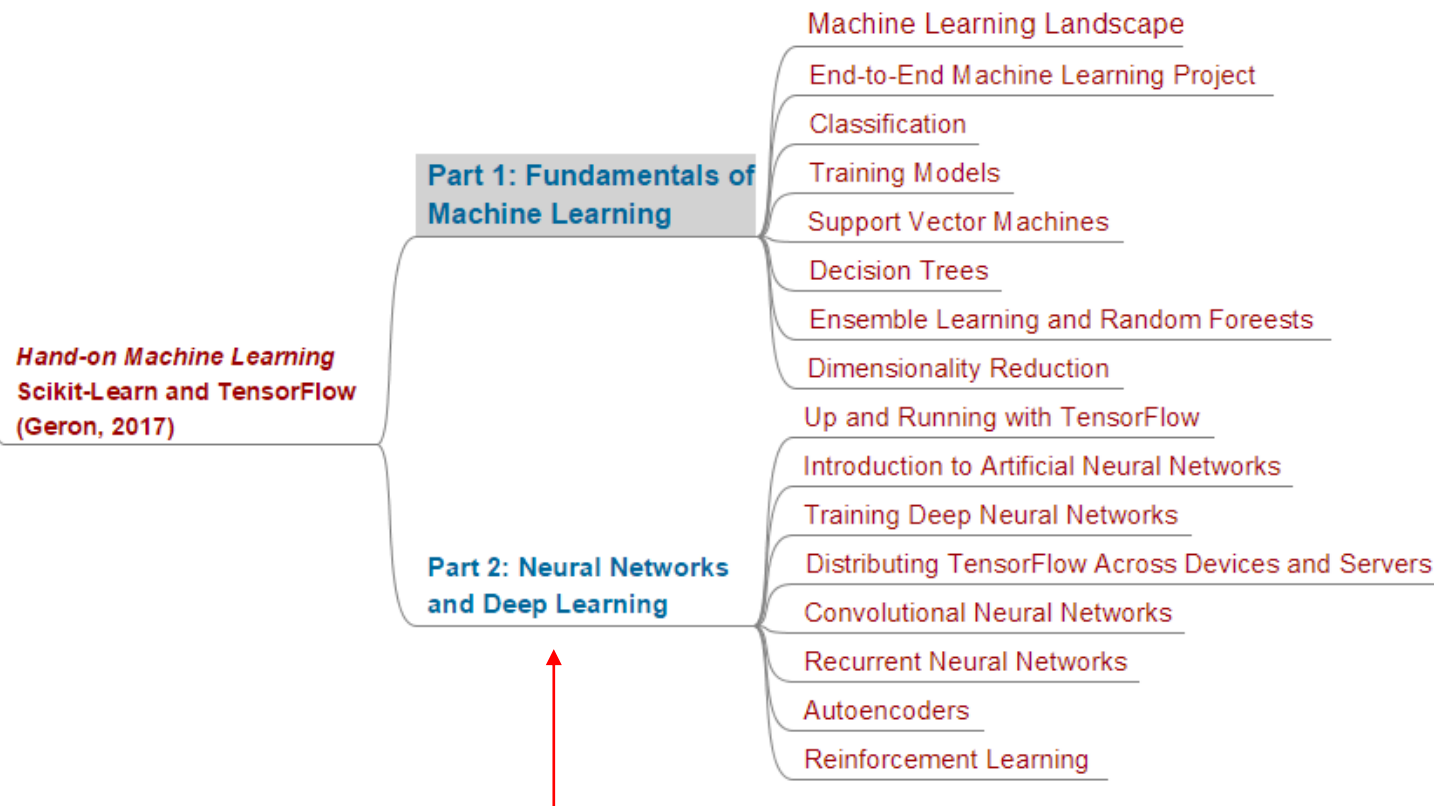 Hand-on Machine Learning
Scikit-Learn and TensorFlow
(Geron, 2017)
Part 1: Fundamentals of
Machine Learning
Machine Learning Landscape
End-to-End Machine Learning Project
Classification
Training Models
Support Vector Machines
Decision Trees
Ensemble Learning and Random Foreests
Dimensionality Reduction
Part 2: Neural Networks
and Deep Learning
Up and Running with TensorFlow
Introduction to Artificial Neural Networks
Training Deep Neural Networks
Distributing TensorFlow Across Devices and Servers
Convolutional Neural Networks
Recurrent Neural Networks
Autoencoders
Reinforcement Learning